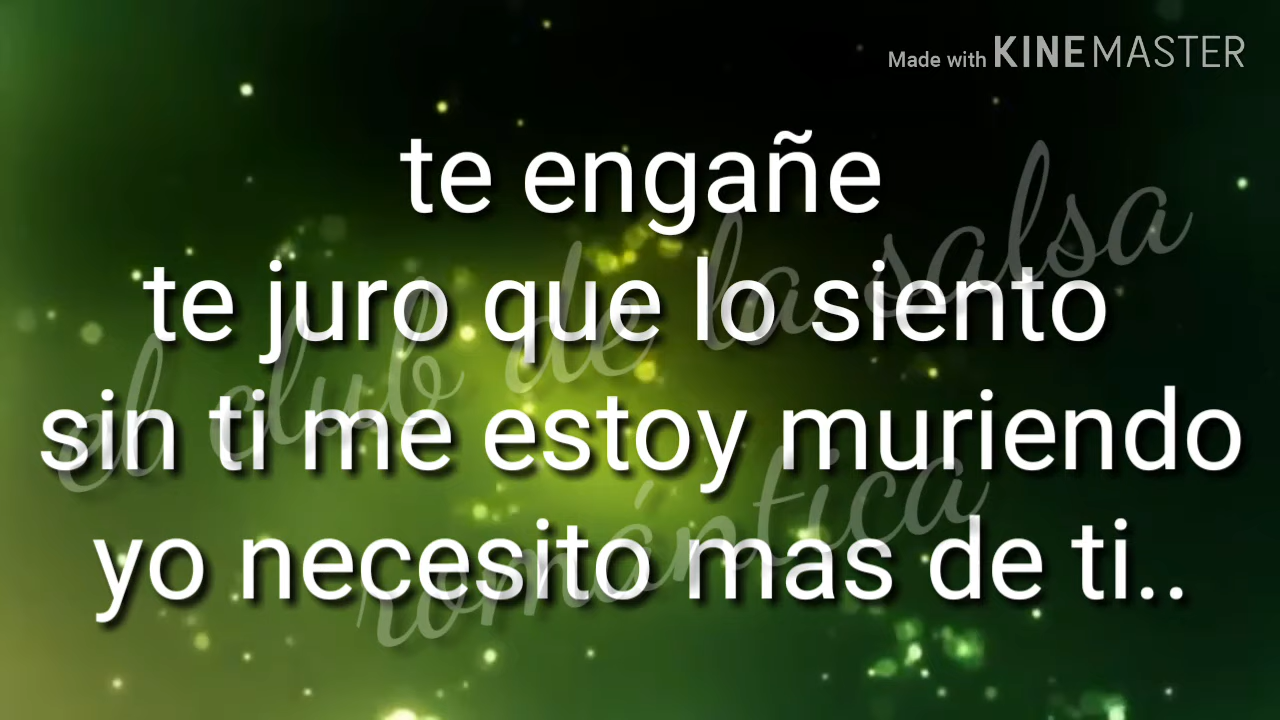 Made with KINEMASTER
te engañe
te juro que lo siento
sin ti me estoy muriendo
yo necesito mas de ti..
el club de la salsa
romántica